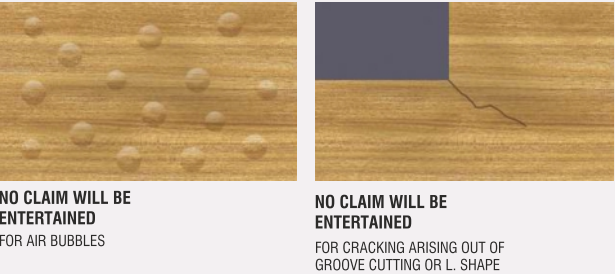 NO CLAIM WILL BE
ENTERTAINED
FOR AIR BUBBLES
NO CLAIM WILL BE
ENTERTAINED
FOR CRACKING ARISING OUT OF
GROOVE CUTTING OR L. SHAPE